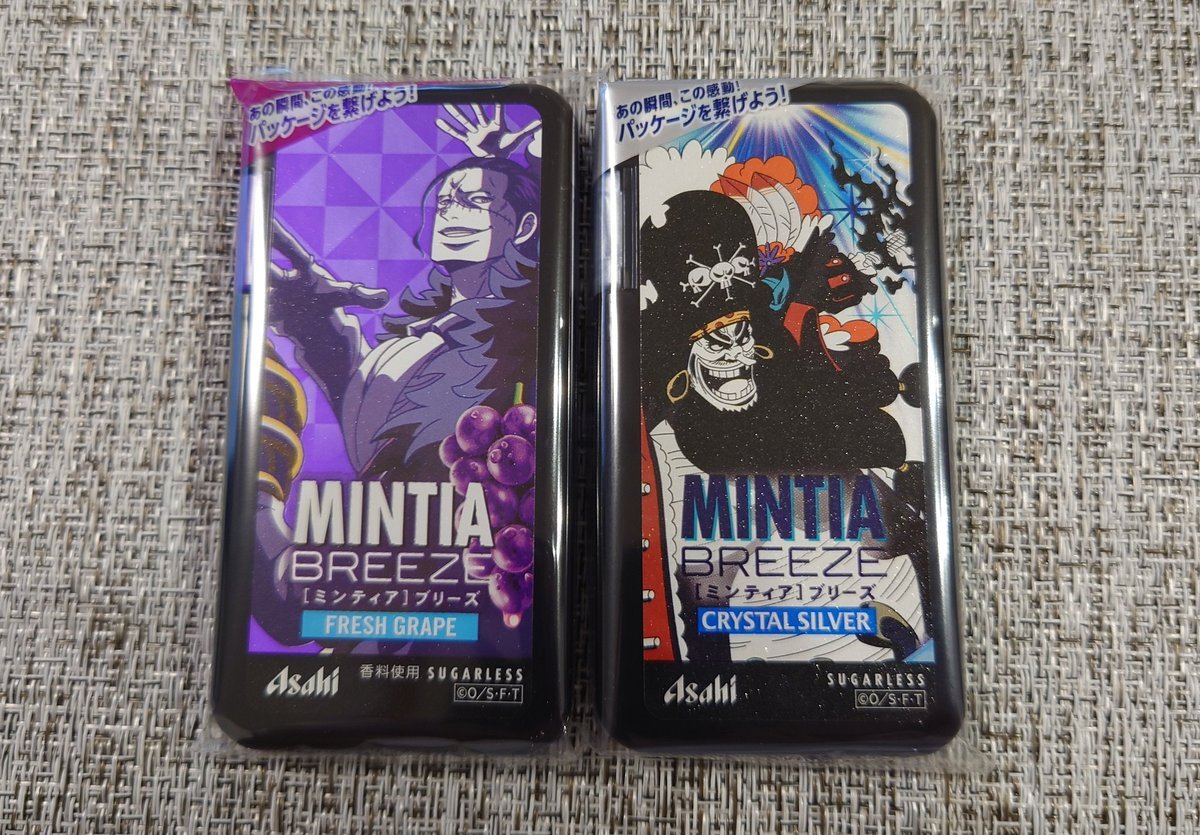 あの瞬間、この感動!
パッケージを繋げよう!
MINTIA
BREEZE
[ミンティア]ブリーズ
FRESH GRAPE
Asahi
香料使用 SUGARLESS
©O/S·F·T
あの瞬間、この感動!
パッケージを繋げよう!
MINTIA
BREEZE
[ミンティア]ブリーズ
CRYSTAL SILVER
Asahi
SUGARLESS
©O/S·F·T